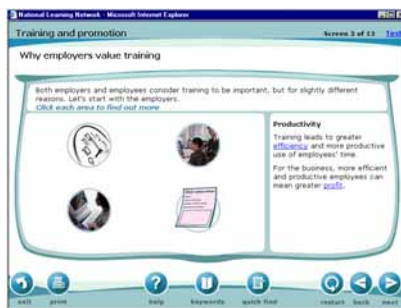 National Learning Network - Microsoft Internet Explorer
Training and promotion
Screen 3 of 13 Text
Why employers value training
Both employers and employees consider training to be important, but for slightly different
reasons. Let's start with the employers.
Click each area to find out more
Productivity
Training leads to greater
efficiency and more productive
use of employees' time.
For the business, more efficient
and productive employees can
mean greater profit.
exit print help keywords quick find restart back next